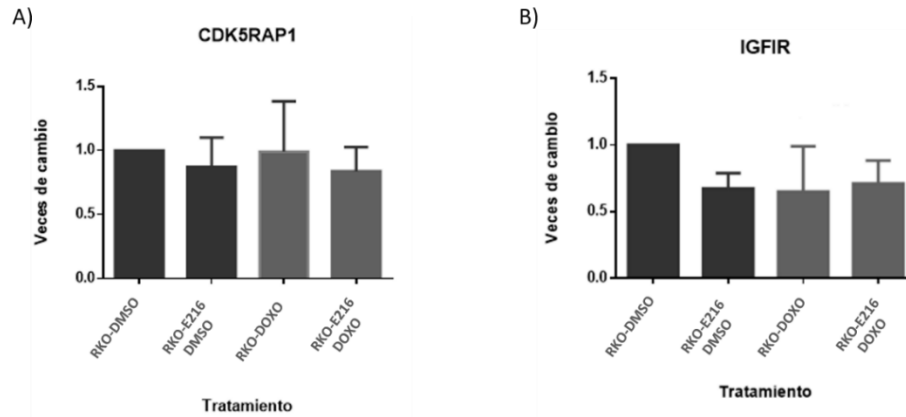 A)
CDK5RAP1
Veces de cambio
1.5
1.0
0.5
0.0
RKO-DMSO
RKO-E216
DMSO
RKO-DOXO
RKO-E216
DOXO
Tratamiento
B)
IGFIR
Veces de cambio
1.5
1.0
0.5
0.0
RKO-DMSO
RKO-E216
DMSO
RKO-DOXO
RKO-E216
DOXO
Tratamiento